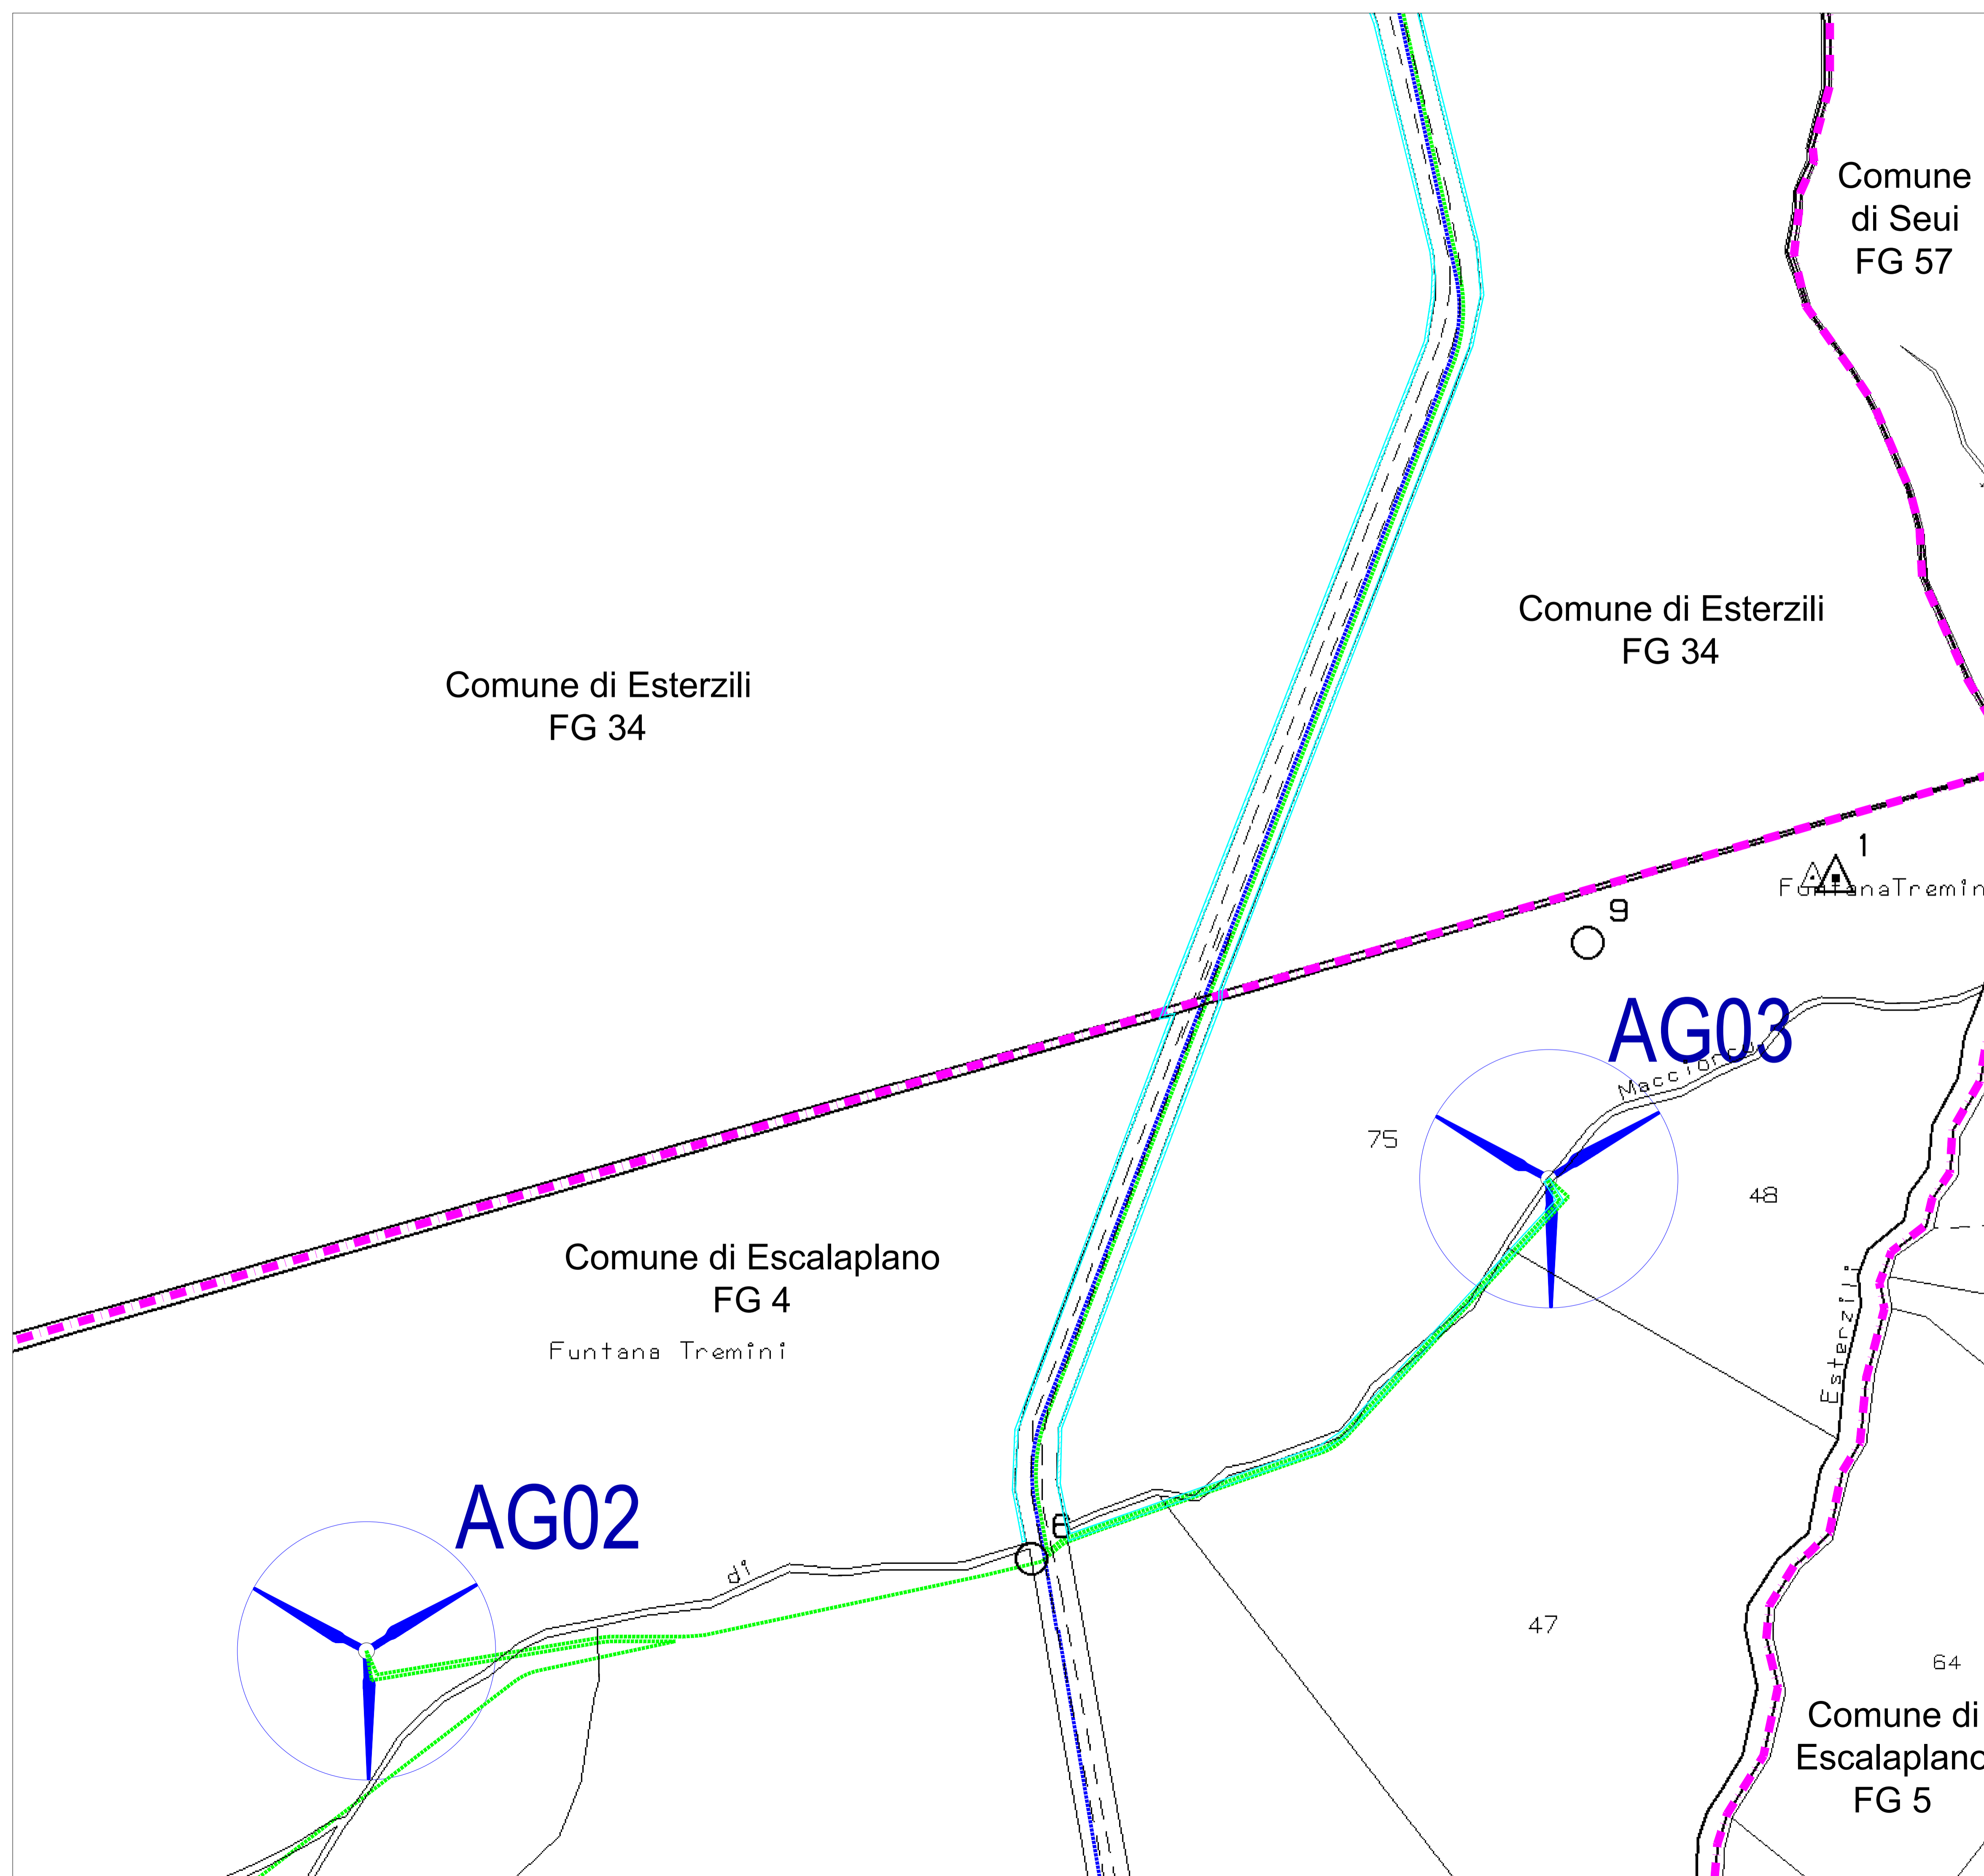 Comune
di Seui
FG 57
Comune di Esterzili
FG 34
Comune di Esterzili
FG 34
1
FuntanaTremin
9
AG03
75
48
Comune di Escalaplano
FG 4
Funtana Tremini
Esterzili
AG02
6
di
47
64
Comune di
Escalaplano
FG 5